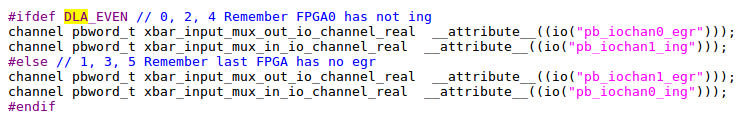 #ifdef DLA_EVEN // 0, 2, 4 Remember FPGA0 has not ing
channel pbword_t xbar_input_mux_out_io_channel_real  __attribute__((io("pb_iochan0_egr")));
channel pbword_t xbar_input_mux_in_io_channel_real  __attribute__((io("pb_iochan1_ing")));
#else // 1, 3, 5 Remember last FPGA has no egr
channel pbword_t xbar_input_mux_out_io_channel_real  __attribute__((io("pb_iochan1_egr")));
channel pbword_t xbar_input_mux_in_io_channel_real  __attribute__((io("pb_iochan0_ing")));
#endif